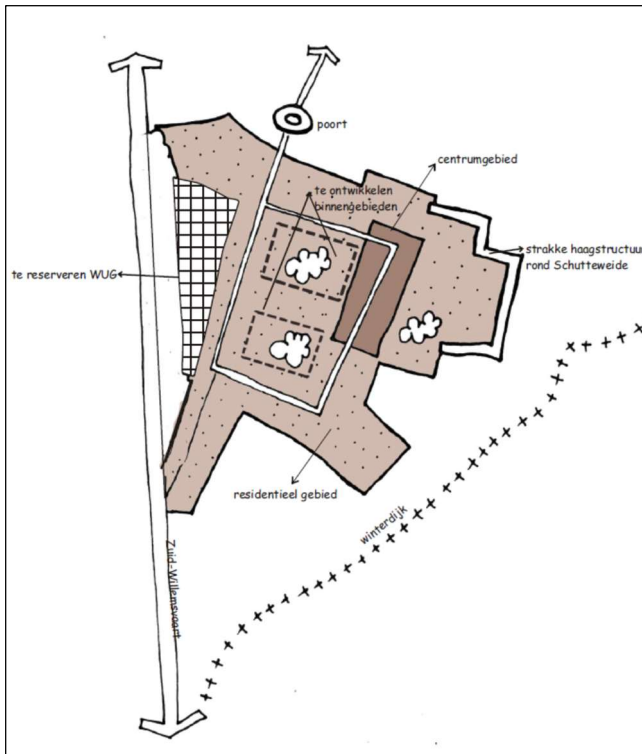 poort
centrumgebied
te ontwikkelen
binnengebieden
strakke haagstructuur
rond Schutteweide
te reserveren WUG
residentieel gebied
winterdijk
Zuid-Willemsvaart